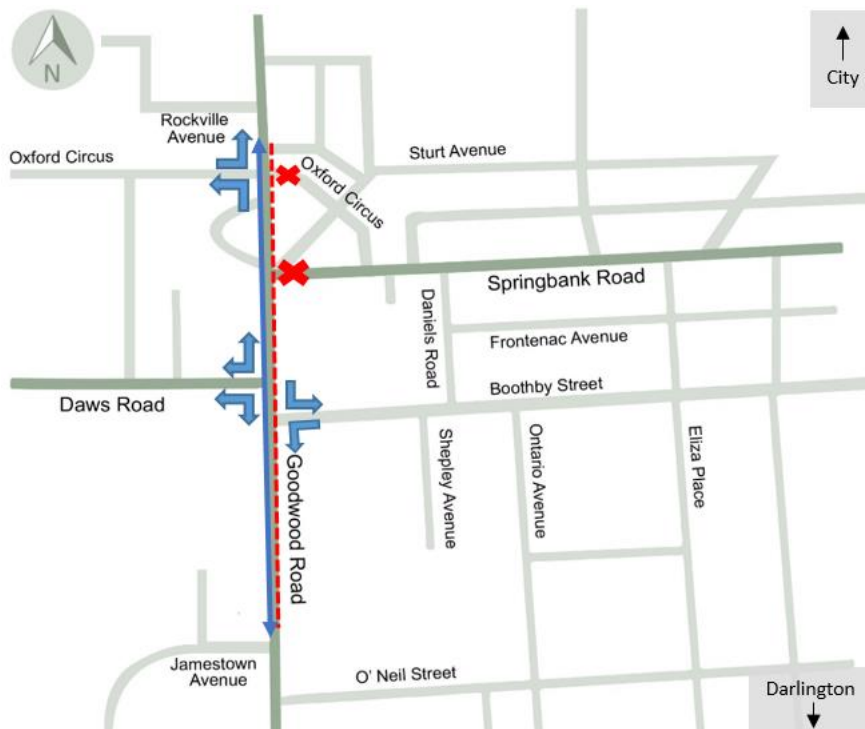 N
City
Rockville
Avenue
Oxford Circus
Sturt Avenue
Oxford Circus
Springbank Road
Daniels Road
Frontenac Avenue
Boothby Street
Daws Road
Goodwood Road
Shepley Avenue
Ontario Avenue
Eliza Place
Jamestown
Avenue
O' Neil Street
Darlington